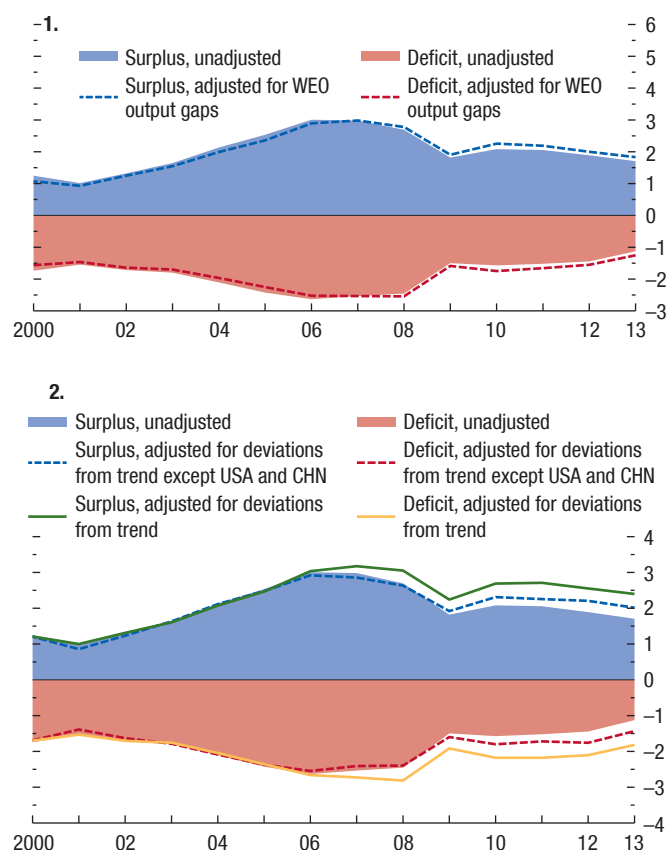 1.
Surplus, unadjusted
Deficit, unadjusted
Surplus, adjusted for WEO
output gaps
Deficit, adjusted for WEO
output gaps
6
5
4
3
2
1
0
–1
–2
–3
2000 02 04 06 08 10 12 13
2.
Surplus, unadjusted
Deficit, unadjusted
Surplus, adjusted for deviations
from trend except USA and CHN
Deficit, adjusted for deviations
from trend except USA and CHN
Surplus, adjusted for deviations
from trend
Deficit, adjusted for deviations
from trend
4
3
2
1
0
–1
–2
–3
–4
2000 02 04 06 08 10 12 13